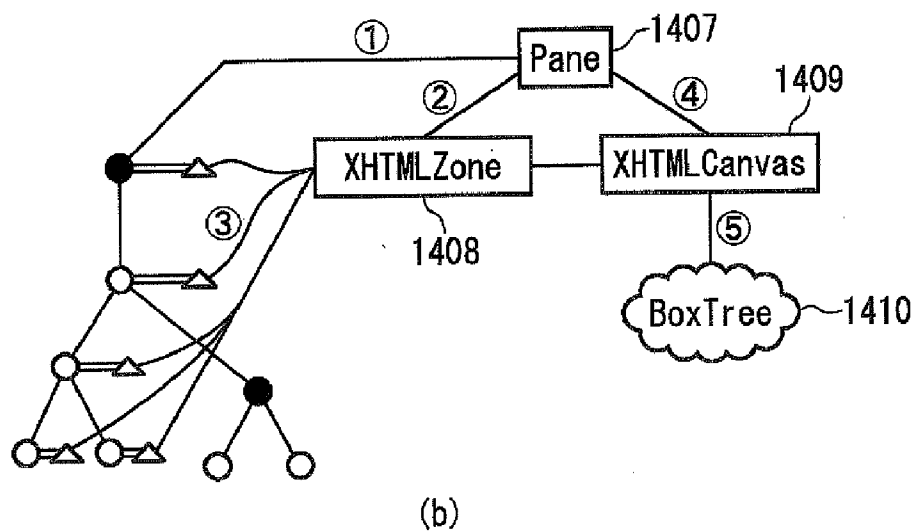 ① Pane 1407
② ④ 1409
XHTMLZone XHTMLCanvas
③ 1408 ⑤
BoxTree 1410
(b)